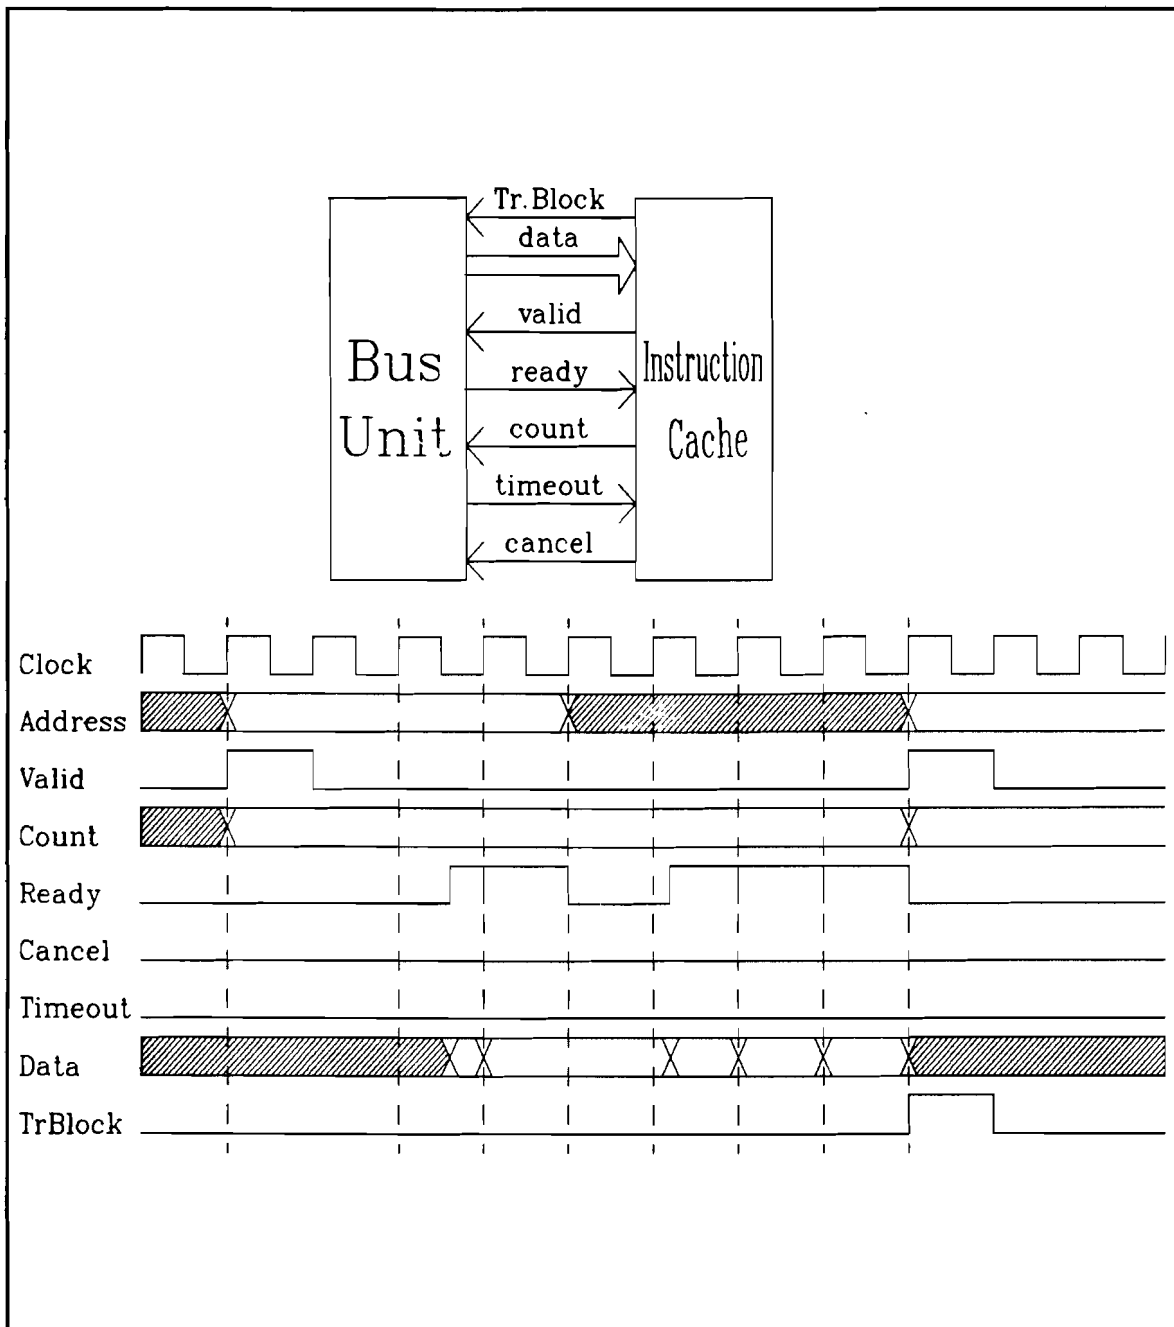 Tr.Block
data
valid
ready
count
timeout
cancel
Bus
Unit
Instruction
Cache
Clock
Address
Valid
Count
Ready
Cancel
Timeout
Data
TrBlock